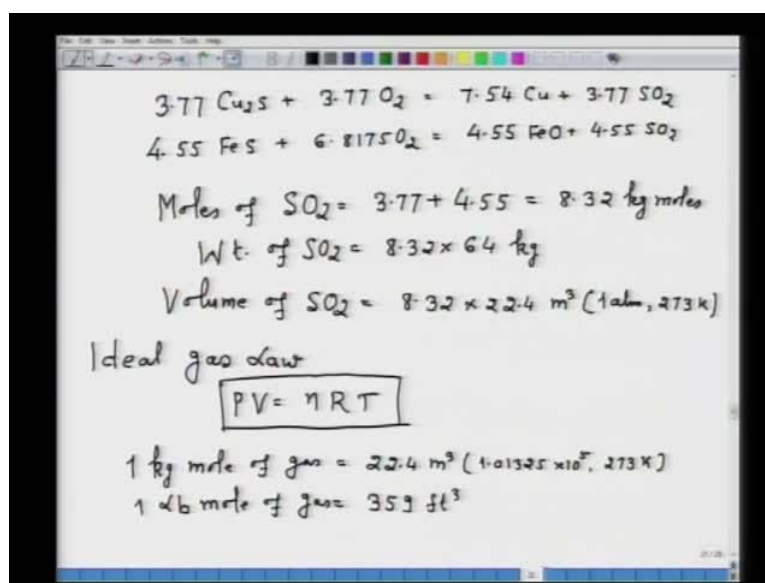 3.77 Cu₂S + 3.77 O₂ = 7.54 Cu + 3.77 SO₂
4.55 FeS + 6.8175 O₂ = 4.55 FeO + 4.55 SO₂
Moles of SO₂ = 3.77 + 4.55 = 8.32 kg moles
Wt. of SO₂ = 8.32 × 64 kg
Volume of SO₂ = 8.32 × 22.4 m³ (1 atm, 273 K)
Ideal gas Law
PV = nRT
1 kg mole of gas = 22.4 m³ (1.01325 × 10⁵, 273 K)
1 lb mole of gas = 359 ft³